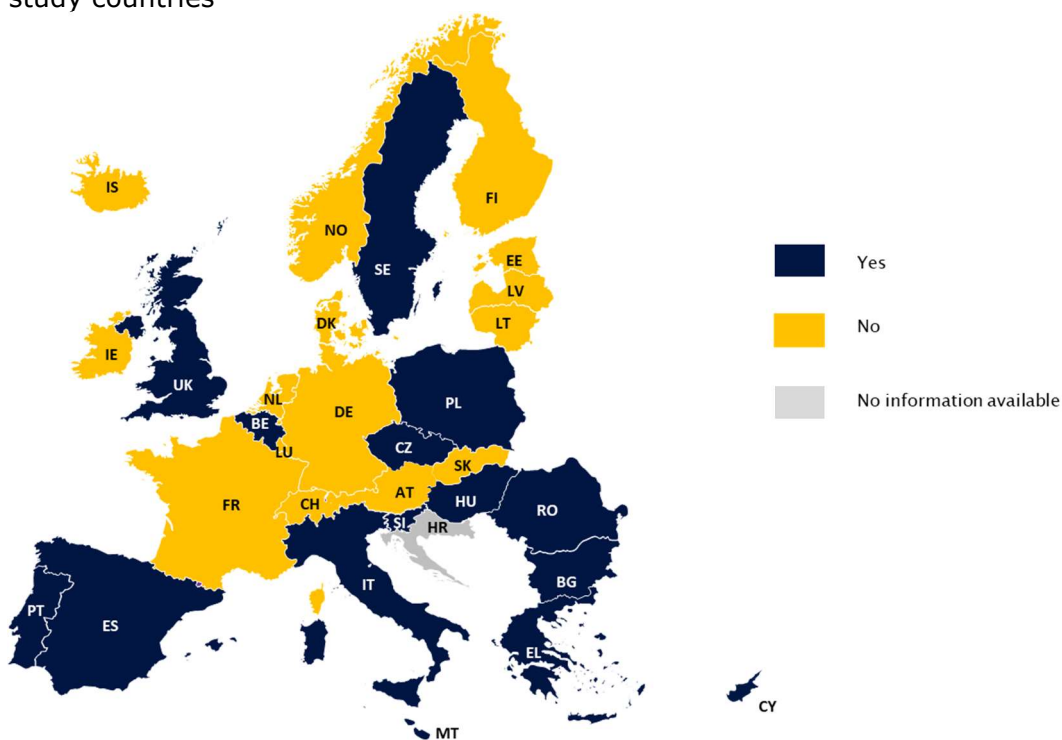 study countries
IS
FI
NO
SE
EE
LV
LT
DK
IE
UK
NL
BE
DE
PL
LU
CZ
SK
FR
CH
AT
HU
SI
HR
RO
IT
BG
PT
ES
EL
CY
MT
Yes
No
No information available